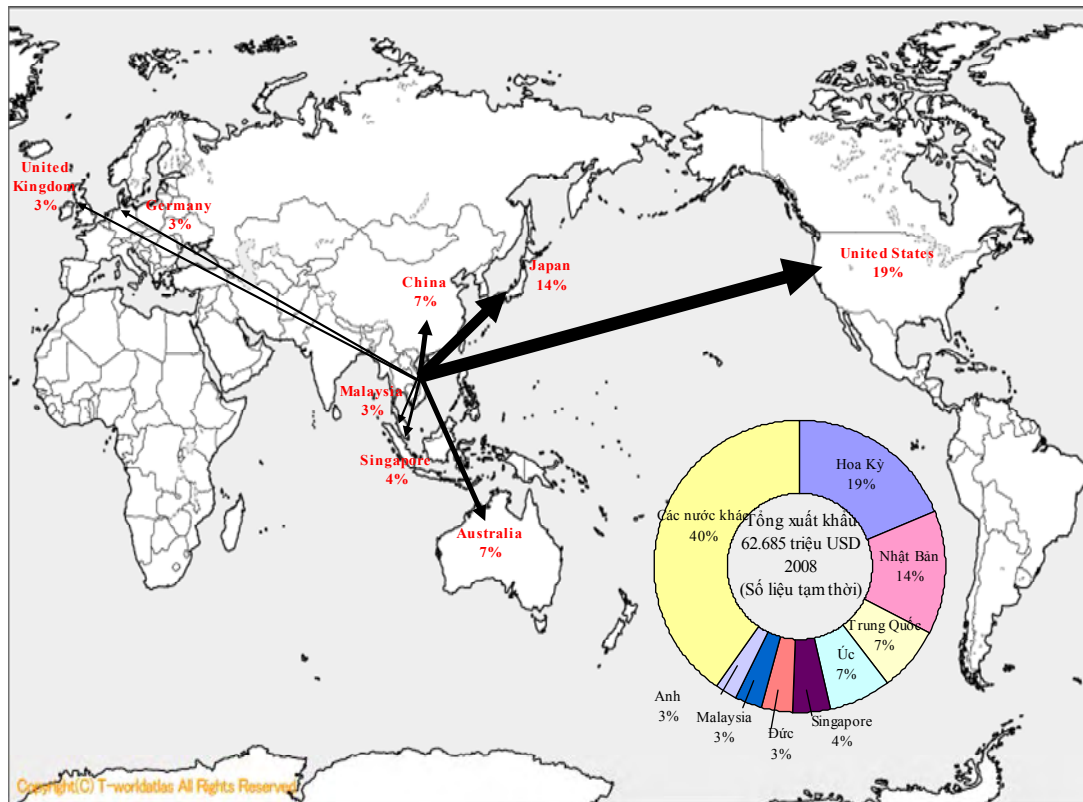 United
Kingdom
3%
Germany
3%
China
7%
Japan
14%
United States
19%
Malaysia
3%
Singapore
4%
Australia
7%
Hoa Kỳ
19%
Các nước khác
40%
Tổng xuất khẩu
62.685 triệu USD
2008
(Số liệu tạm thời)
Nhật Bản
14%
Trung Quốc
7%
Úc
7%
Anh
3%
Malaysia
3%
Đức
3%
Singapore
4%
Copyright(C) T-worldatlas All Rights Reserved